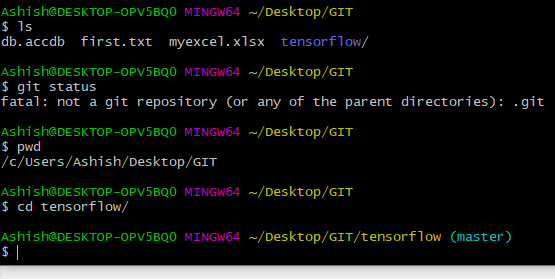 Ashish@DESKTOP-OPV5BQ0 MINGW64 ~/Desktop/GIT
$ ls
db.accdb  first.txt  myexcel.xlsx  tensorflow/
Ashish@DESKTOP-OPV5BQ0 MINGW64 ~/Desktop/GIT
$ git status
fatal: not a git repository (or any of the parent directories): .git
Ashish@DESKTOP-OPV5BQ0 MINGW64 ~/Desktop/GIT
$ pwd
/c/Users/Ashish/Desktop/GIT
Ashish@DESKTOP-OPV5BQ0 MINGW64 ~/Desktop/GIT
$ cd tensorflow/
Ashish@DESKTOP-OPV5BQ0 MINGW64 ~/Desktop/GIT/tensorflow (master)
$